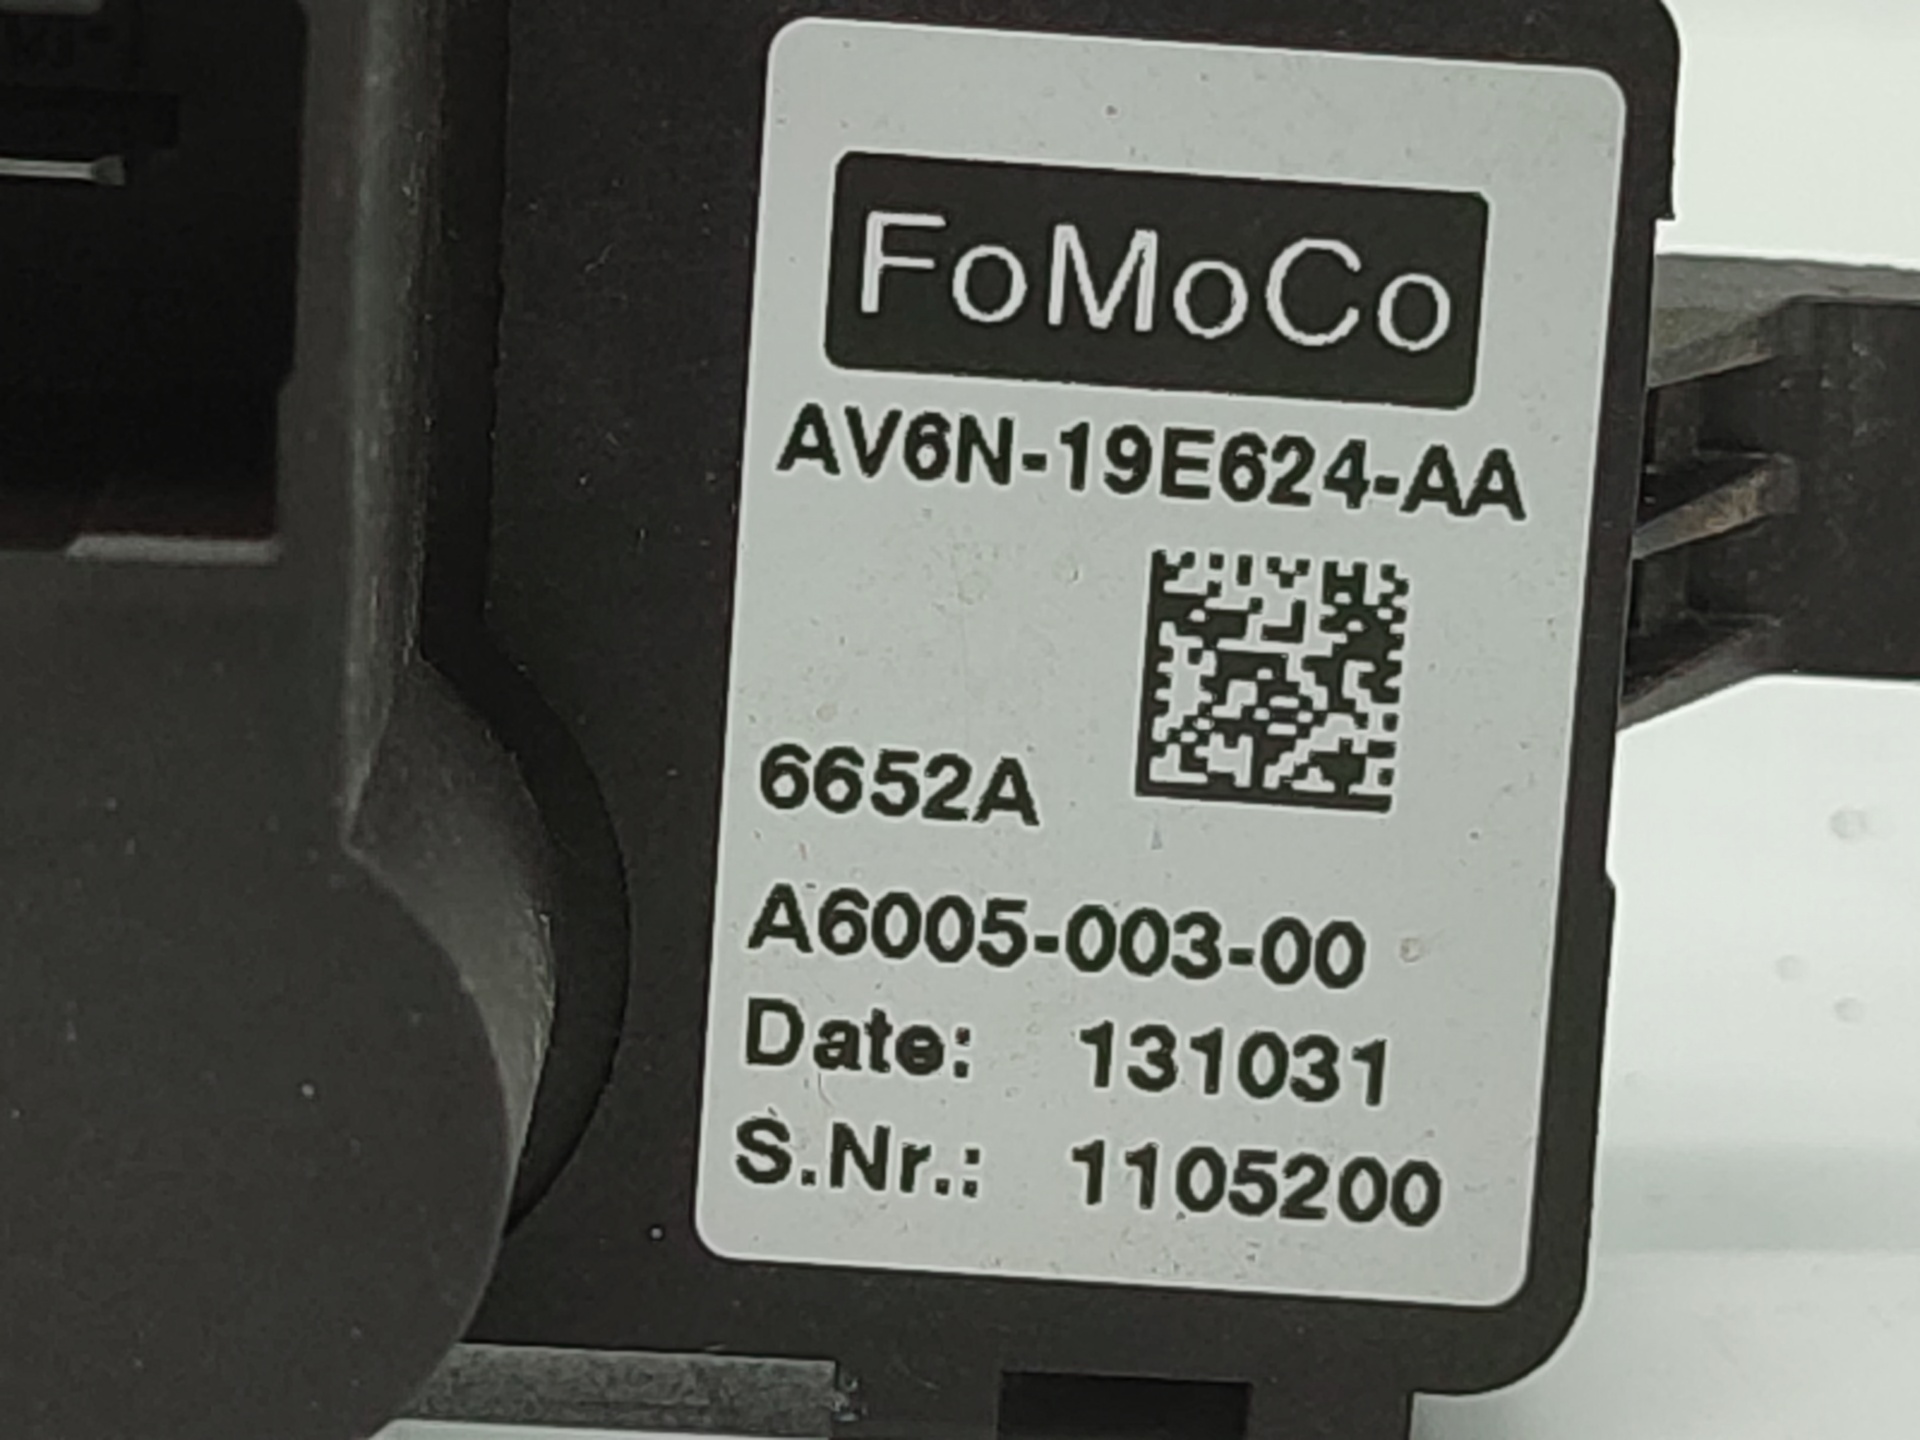 FoMoCo
AV6N-19E624-AA
6652A
A6005-003-00
Date: 131031
S.Nr.: 1105200